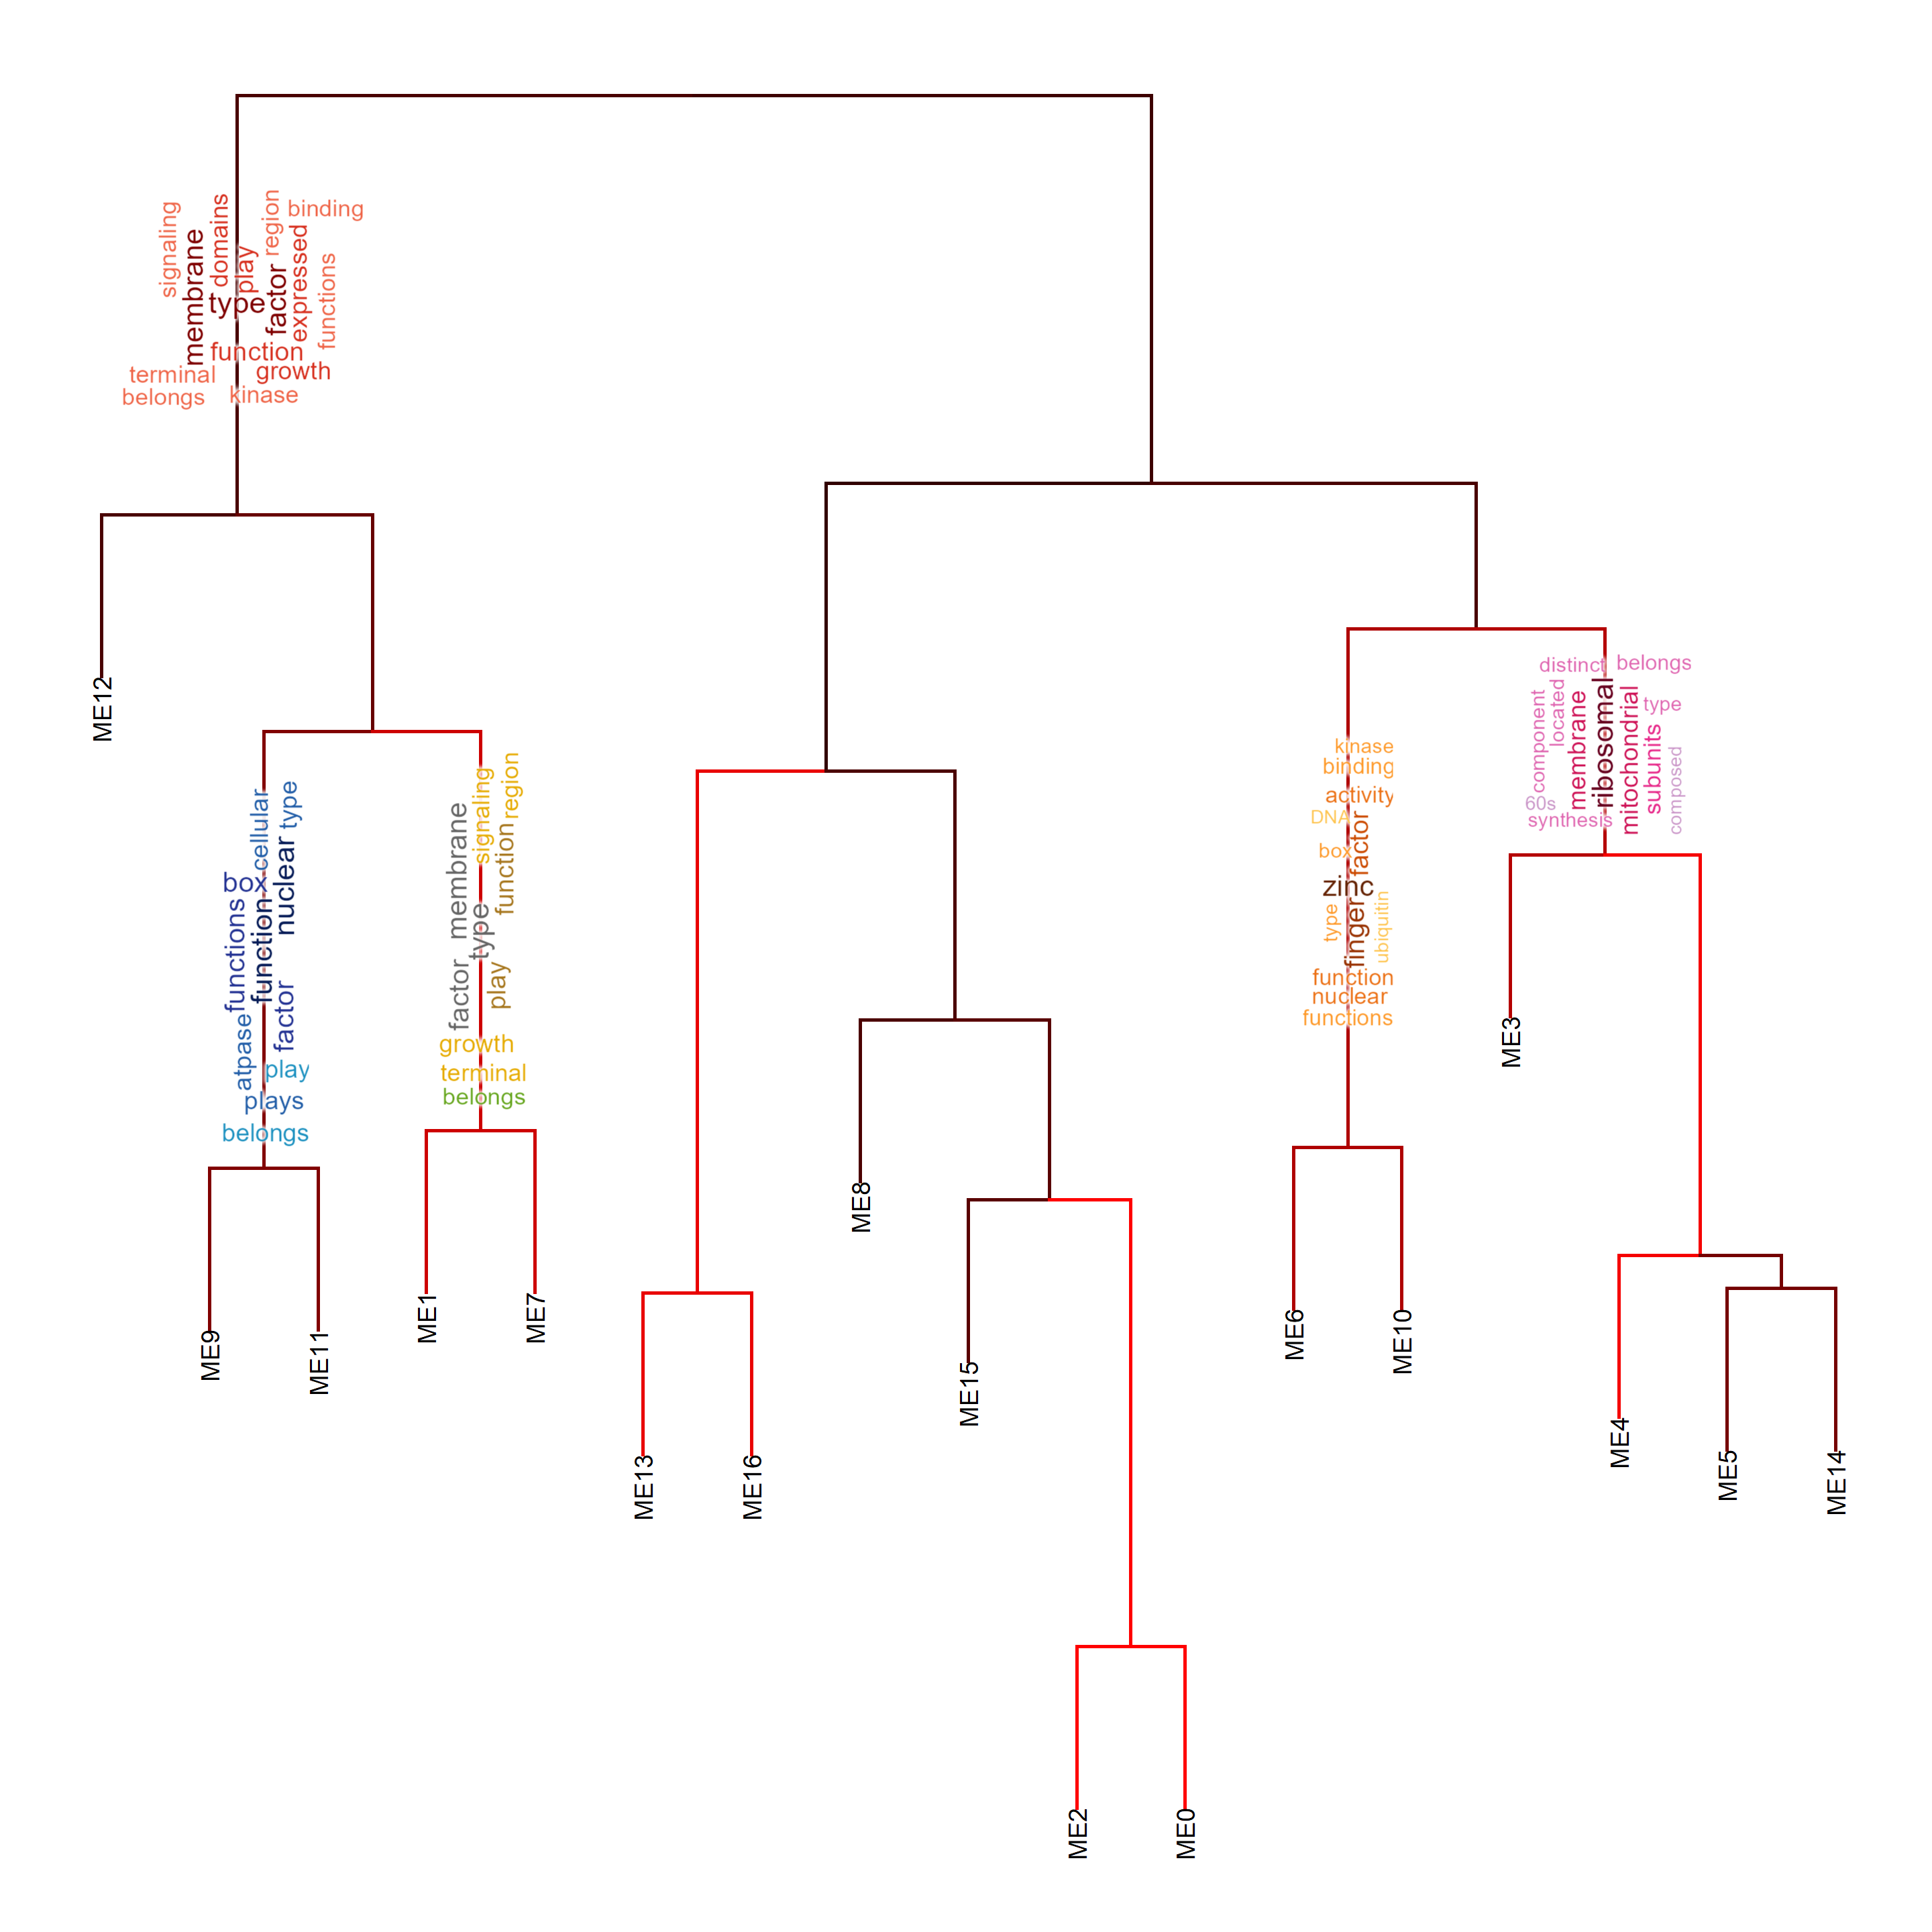 signaling
membrane
domains
play
region
binding
expressed
factor
type
functions
function
growth
terminal
belongs
kinase
ME12
cellular
type
box
nuclear
functions
function
factor
atpase
play
plays
belongs
ME9
ME11
signaling
region
membrane
function
type
factor
play
growth
terminal
belongs
ME1
ME7
ME13
ME16
ME8
ME15
ME2
ME0
kinase
binding
activity
DNA
factor
box
zinc
type
finger
ubiquitin
function
nuclear
functions
ME6
ME10
distinct
belongs
component
located
membrane
ribosomal
mitochondrial
type
subunits
composed
60s
synthesis
ME3
ME4
ME5
ME14